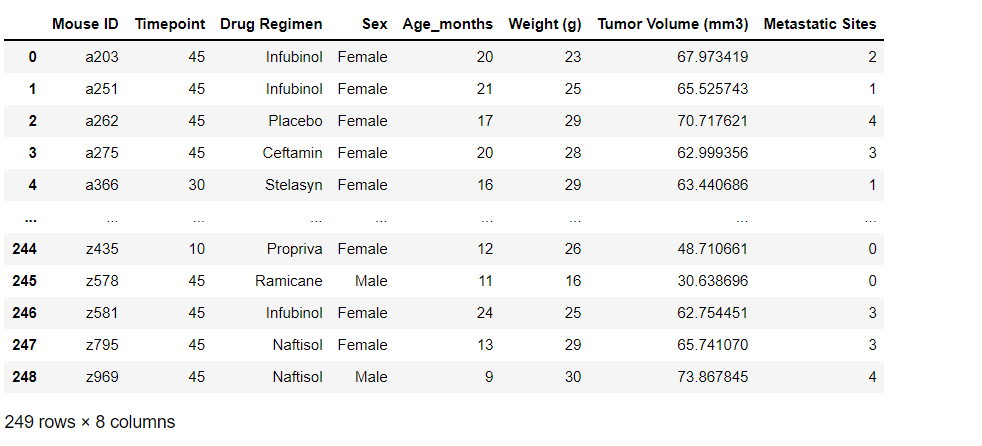 Mouse ID Timepoint Drug Regimen Sex Age_months Weight (g) Tumor Volume (mm3) Metastatic Sites
0 a203 45 Infubinol Female 20 23 67.973419 2
1 a251 45 Infubinol Female 21 25 65.525743 1
2 a262 45 Placebo Female 17 29 70.717621 4
3 a275 45 Ceftamin Female 20 28 62.999356 3
4 a366 30 Stelasyn Female 16 29 63.440686 1
... ... ... ... ... ... ... ... ...
244 z435 10 Propriva Female 12 26 48.710661 0
245 z578 45 Ramicane Male 11 16 30.638696 0
246 z581 45 Infubinol Female 24 25 62.754451 3
247 z795 45 Naftisol Female 13 29 65.741070 3
248 z969 45 Naftisol Male 9 30 73.867845 4
249 rows × 8 columns